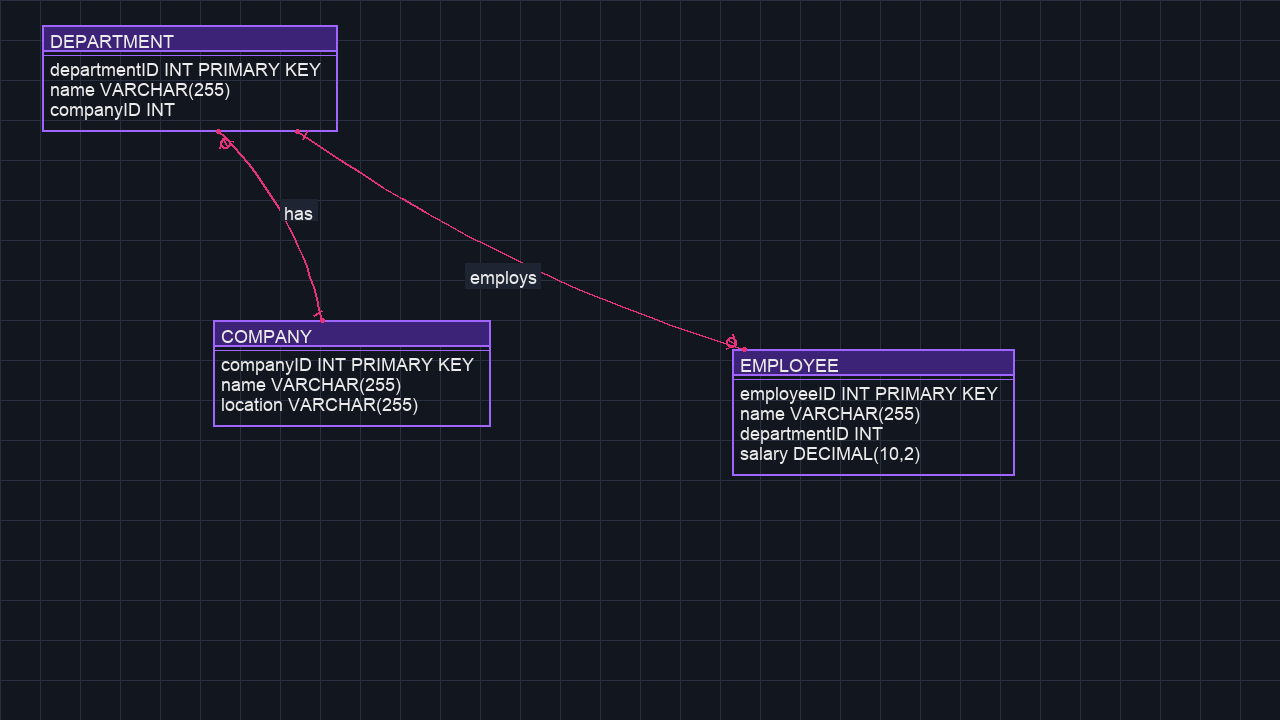 DEPARTMENT
departmentID INT PRIMARY KEY
name VARCHAR(255)
companyID INT
has
employs
COMPANY
companyID INT PRIMARY KEY
name VARCHAR(255)
location VARCHAR(255)
EMPLOYEE
employeeID INT PRIMARY KEY
name VARCHAR(255)
departmentID INT
salary DECIMAL(10,2)